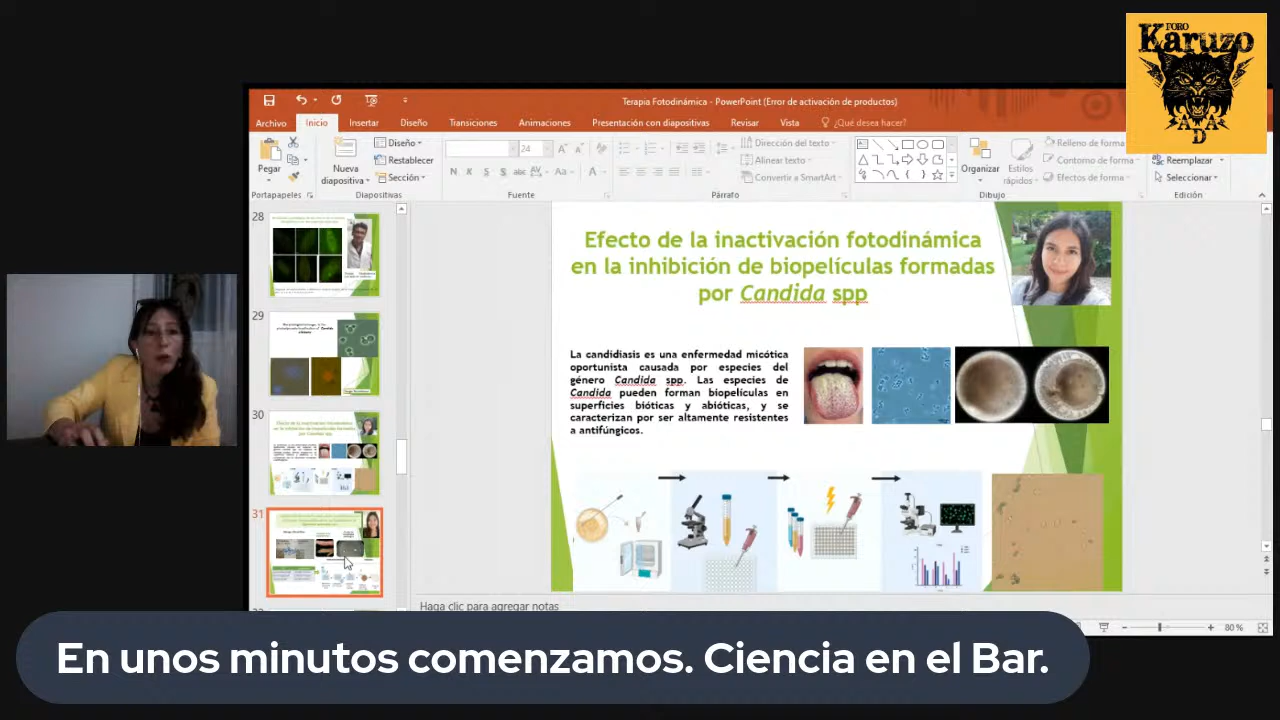 FORO
Karuzo
Terapia Fotodinámica - PowerPoint (Error de activación de productos)
Archivo Inicio Insertar Diseño Transiciones Animaciones Presentación con diapositivas Revisar Vista ¿Qué desea hacer?
Pegar
Nueva
diapositiva
Diseño
Restablecer
Sección
24
N K S S abc AV Aa A
Dirección del texto
Alinear texto
Convertir a SmartArt
Organizar
Estilos
rápidos
Relleno de forma
Contorno de forma
Efectos de forma
Reemplazar
Seleccionar
Portapapeles Diapositivas Fuente Párrafo Dibujo Edición
28
29
30
31
Efecto de la inactivación fotodinámica
en la inhibición de biopelículas formadas
por Candida spp
La candidiasis es una enfermedad micótica
oportunista causada por especies del
género Candida spp. Las especies de
Candida pueden formar biopelículas en
superficies bióticas y abióticas, y se
caracterizan por ser altamente resistentes
a antifúngicos.
Haga clic para agregar notas
80 %
En unos minutos comenzamos. Ciencia en el Bar.